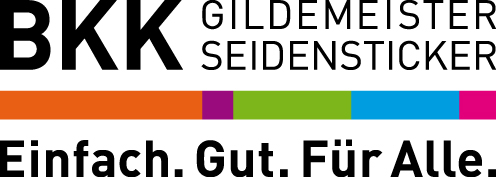 BKK GILDEMEISTER
SEIDENSTICKER
Einfach. Gut. Für Alle.